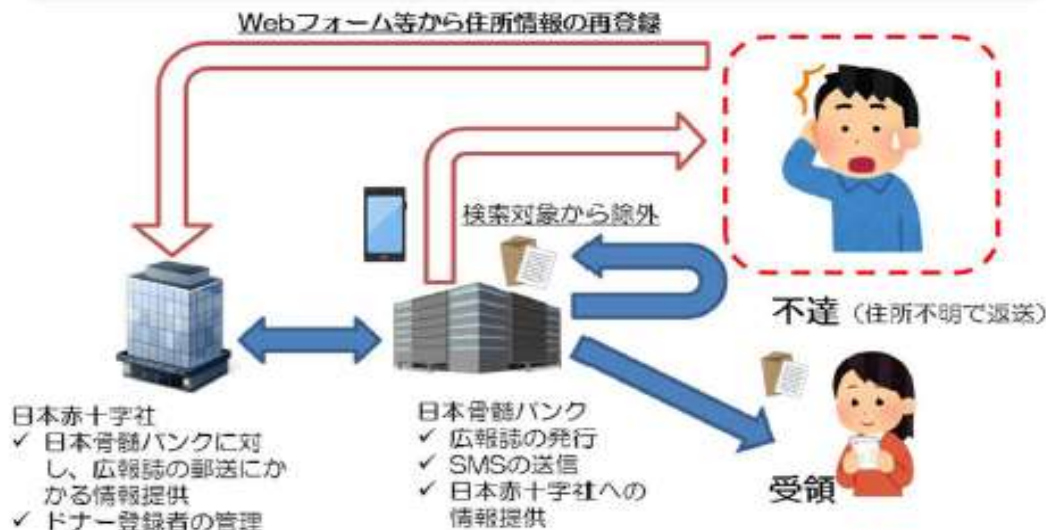 Webフォーム等から住所情報の再登録
検索対象から除外
不達（住所不明で返送）
日本赤十字社
✓ 日本骨髄バンクに対
し、広報誌の郵送にか
かる情報提供
✓ ドナー登録者の管理
日本骨髄バンク
✓ 広報誌の発行
✓ SMSの送信
✓ 日本赤十字社への
情報提供
受領